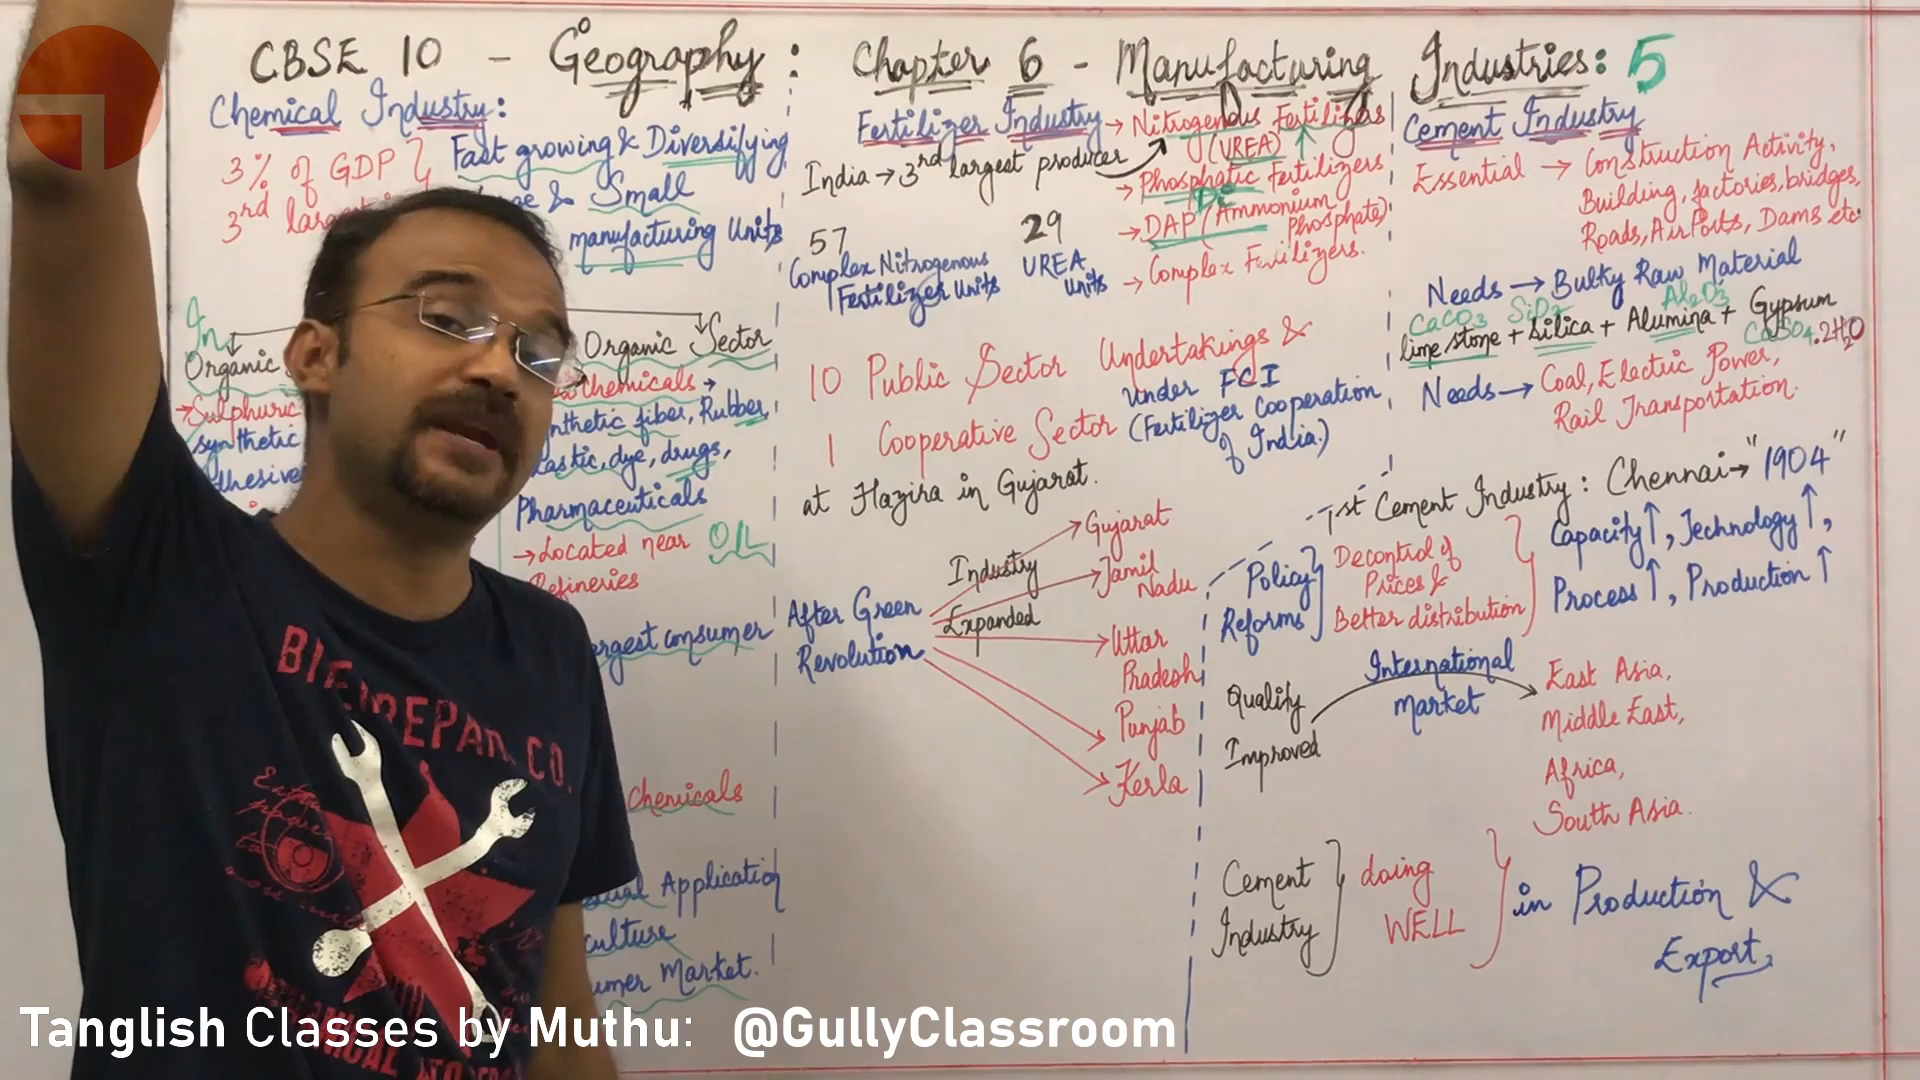 CBSE 10 - Geography: Chapter 6 - Manufacturing Industries: 5
Chemical Industry:
3% of GDP
3rd
Fast growing & Diversifying
& Small
manufacturing Units
In
Organic
Organic Sector
→Sulphuric
synthetic
Chemicals →
fiber, Rubber,
dye, drugs,
Pharmaceuticals
→Located near OIL
Refineries
consumer
Chemicals
Application
Market.
Fertilizer Industry→ Nitrogenous Fertilizers
(UREA)
India→3rd largest producer
→Phosphatic Fertilizers
→DAP (Ammonium
Phosphate)
→Complex Fertilizers.
57
Complex Nitrogenous
Fertilizer Units
29
UREA
Units
10 Public Sector Undertakings &
1 Cooperative Sector
under FCI
(Fertilizer Cooperation
of India.)
at Hazira in Gujarat.
After Green
Revolution
Industry
Expanded
Gujarat
Tamil
Nadu
Uttar
Pradesh
Punjab
Kerla
Cement Industry
Essential → Construction Activity,
Building, factories, bridges,
Roads, AirPorts, Dams etc.
Needs → Bulky Raw Material
CaCO3 SiO2 Al2O3
lime stone + Silica + Alumina + Gypsum
CaSO4.2H2O
Needs → Coal, Electric Power,
Rail Transportation.
1st Cement Industry: Chennai→ "1904"
Policy
Reforms
Decontrol of
Prices &
Better distribution
Capacity↑, Technology↑,
Process↑, Production↑
Quality
Improved
International
Market
East Asia,
Middle East,
Africa,
South Asia.
Cement
Industry
doing
WELL
in Production &
Export.
CO.
Tanglish Classes by Muthu: @GullyClassroom